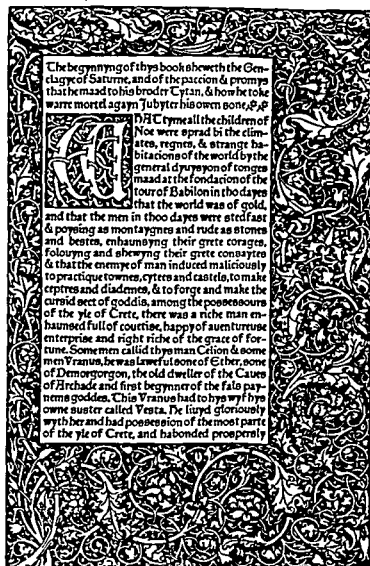 The begynnyng of thys book sheweth the Gen-
elagye of Saturne, and of the paccion & promys
that he maad to his broder Tytan, & how he toke
warre mortel agayn Jubyter his owen sone,
WHAT tyme all the children of
Noe were sprad bi the clim-
ates, regnes, & strange ha-
bitacions of the world by the
general dyuysyon of tonges
maad at the fondacion of the
tour of Babilon in tho dayes
that the world was of gold,
and that the men in thoo dayes were stedfast
& poysing as montaygnes and rude as stones
and bestes, enhaunsyng their grete corages,
folouyng and shewyng their grete consaytes
& that the enemye of man induced maliciously
to practique townes, cytees and castels, to make
ceptres and diademes, & to forge and make the
cursid sect of goddis, among the possessours
of the yle of Crete, there was a riche man en-
haunsed full of couetise, happy of auentureuse
enterprise and right riche of the grace of for-
tune. Some men callid thys man Celion & some
men Vranus, he was lawefulsone of Ether, sone
of Demorgorgon, the old dweller of the Caues
of Archade and first begynner of the fals pay-
nems goddes. This Vranus had to hys wyf hys
owne suster called Vesta. He liuyd gloriously
wyth her and had possession of the most parte
of the yle of Crete, and habonded prosperesly